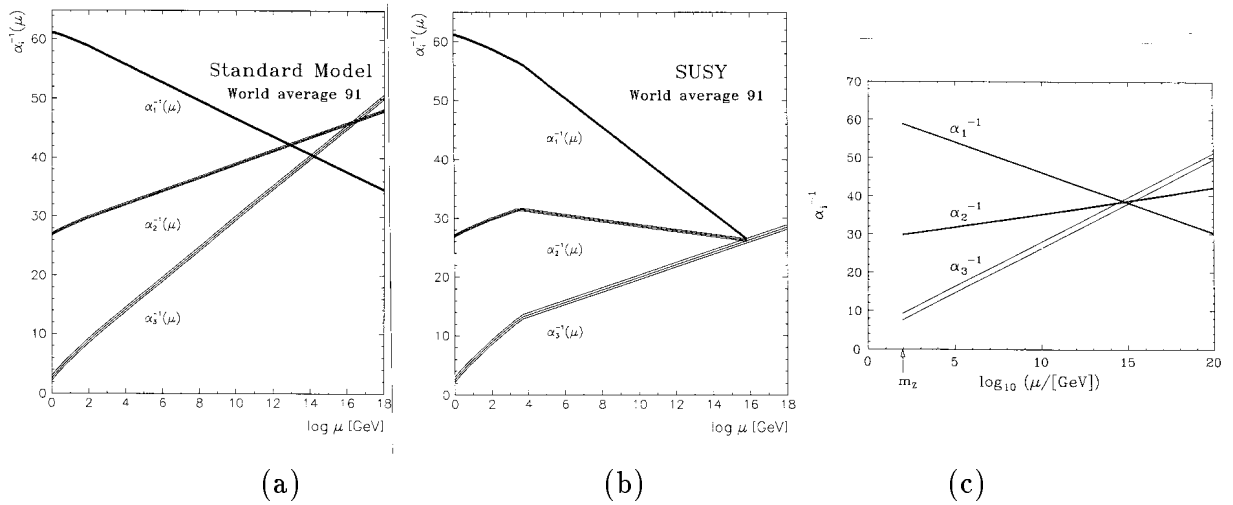 α_i^{-1}(μ)
60
50
40
30
20
10
0
Standard Model
World average 91
α_1^{-1}(μ)
α_2^{-1}(μ)
α_3^{-1}(μ)
0 2 4 6 8 10 12 14 16 18
log μ [GeV]
(a)
α_i^{-1}(μ)
60
50
40
30
20
10
0
SUSY
World average 91
α_1^{-1}(μ)
α_2^{-1}(μ)
α_3^{-1}(μ)
0 2 4 6 8 10 12 14 16 18
log μ [GeV]
(b)
α_i^{-1}
70
60
50
40
30
20
10
0
α_1^{-1}
α_2^{-1}
α_3^{-1}
0 5 10 15 20
m_Z
log_{10} (μ/[GeV])
(c)